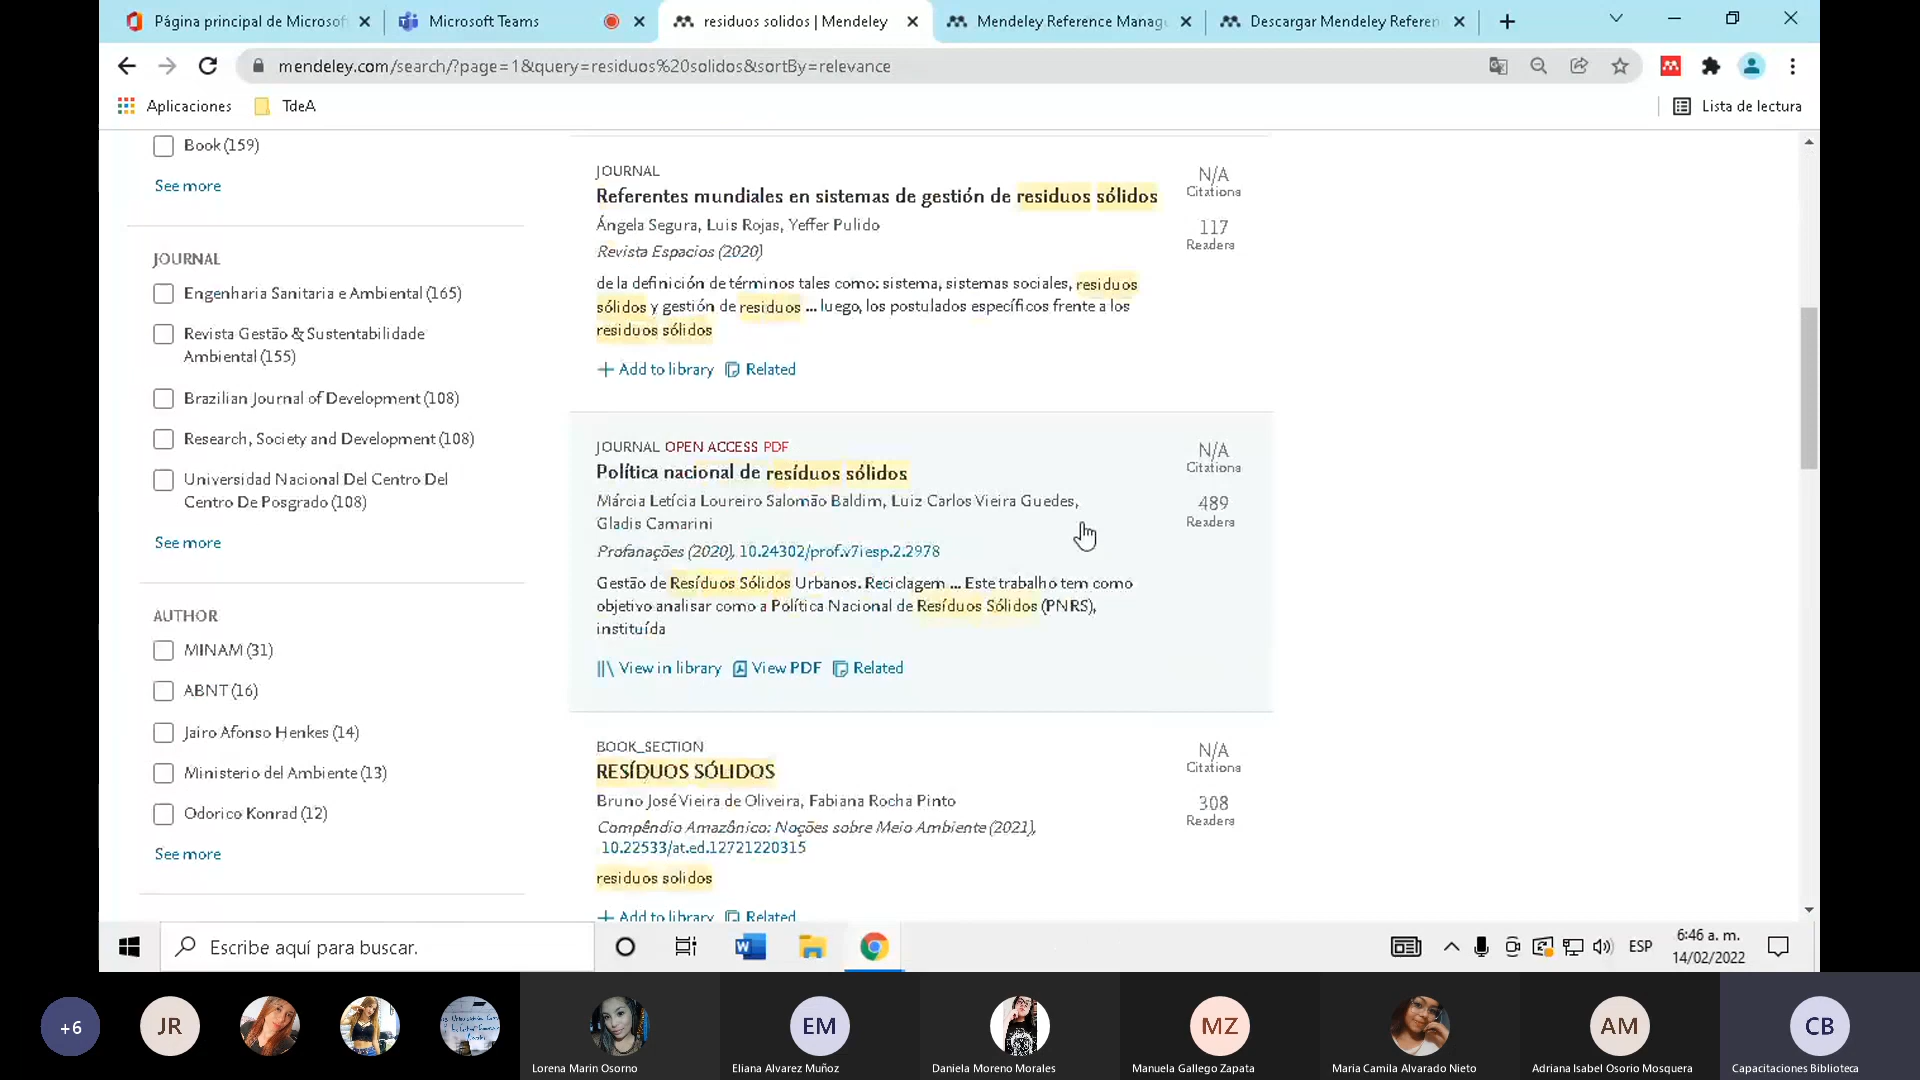 Página principal de Microsof
Microsoft Teams
residuos solidos | Mendeley
Mendeley Reference Manag
Descargar Mendeley Referen
mendeley.com/search/?page=1&query=residuos%20solidos&sortBy=relevance
Aplicaciones
TdeA
Lista de lectura
Book (159)
See more
JOURNAL
Engenharia Sanitaria e Ambiental (165)
Revista Gestão & Sustentabilidade
Ambiental (155)
Brazilian Journal of Development (108)
Research, Society and Development (108)
Universidad Nacional Del Centro Del
Centro De Posgrado (108)
See more
AUTHOR
MINAM (31)
ABNT (16)
Jairo Afonso Henkes (14)
Ministerio del Ambiente (13)
Odorico Konrad (12)
See more
JOURNAL
Referentes mundiales en sistemas de gestión de residuos sólidos
Ángela Segura, Luis Rojas, Yeffer Pulido
Revista Espacios (2020)
de la definición de términos tales como: sistema, sistemas sociales, residuos
sólidos y gestión de residuos ... luego, los postulados específicos frente a los
residuos sólidos
Add to library Related
N/A
Citations
117
Readers
JOURNAL OPEN ACCESS PDF
Política nacional de resíduos sólidos
Márcia Letícia Loureiro Salomão Baldim, Luiz Carlos Vieira Guedes,
Gladis Camarini
Profanações (2020), 10.24302/prof.v7iesp.2.2978
Gestão de Resíduos Sólidos Urbanos. Reciclagem ... Este trabalho tem como
objetivo analisar como a Política Nacional de Resíduos Sólidos (PNRS),
instituída
View in library View PDF Related
N/A
Citations
489
Readers
BOOK_SECTION
RESÍDUOS SÓLIDOS
Bruno José Vieira de Oliveira, Fabiana Rocha Pinto
Compêndio Amazônico: Noções sobre Meio Ambiente (2021),
10.22533/at.ed.12721220315
residuos solidos
Add to library Related
N/A
Citations
308
Readers
Escribe aquí para buscar.
ESP
6:46 a. m.
14/02/2022
+6
JR
Lorena Marin Osorno
EM
Eliana Alvarez Muñoz
Daniela Moreno Morales
MZ
Manuela Gallego Zapata
Maria Camila Alvarado Nieto
AM
Adriana Isabel Osorio Mosquera
CB
Capacitaciones Biblioteca